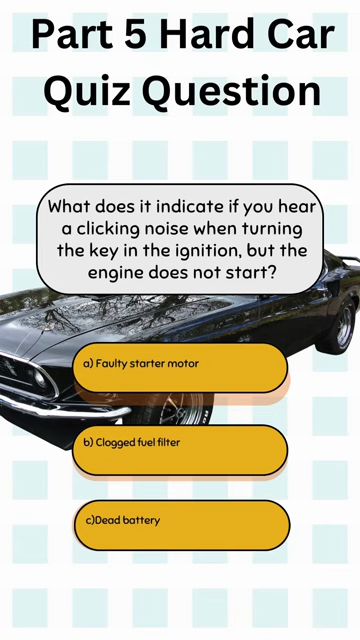 Part 5 Hard Car
Quiz Question
What does it indicate if you hear
a clicking noise when turning
the key in the ignition, but the
engine does not start?
a) Faulty starter motor
b) Clogged fuel filter
c)Dead battery